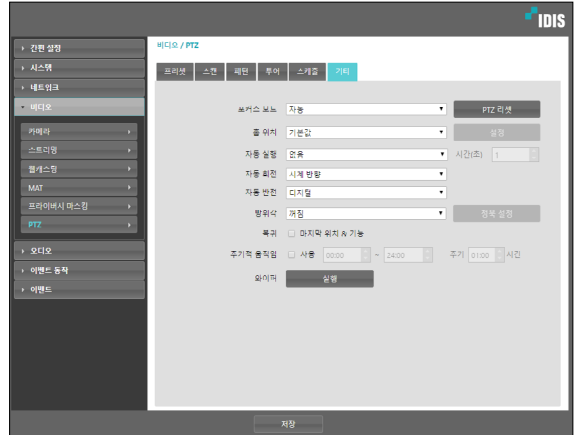 IDIS
간편 설정
시스템
네트워크
비디오
카메라
스트리밍
웹캐스팅
MAT
프라이버시 마스킹
PTZ
오디오
이벤트 동작
이벤트
비디오 / PTZ
프리셋 스캔 패턴 투어 스케줄 기타
포커스 모드 자동 PTZ 리셋
홈 위치 기본값 설정
자동 실행 없음 시간(초) 1
자동 회전 시계 방향
자동 반전 디지털
방위각 꺼짐 정북 설정
복귀 마지막 위치 & 기능
주기적 움직임 사용 00:00 ~ 24:00 주기 01:00 시간
와이퍼 실행
저장